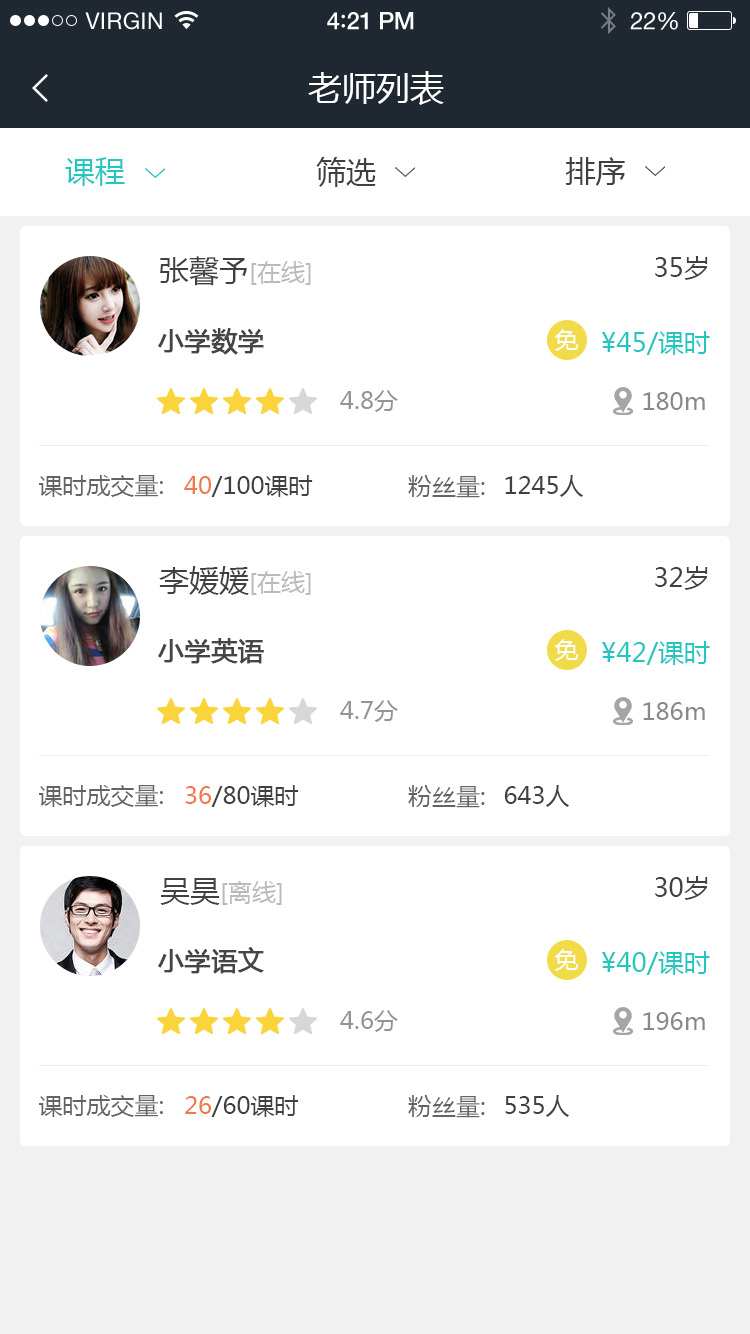 VIRGIN 4:21 PM 22%
老师列表
课程 筛选 排序
张馨予[在线] 35岁
小学数学 免 ¥45/课时
4.8分 180m
课时成交量: 40/100课时 粉丝量: 1245人
李媛媛[在线] 32岁
小学英语 免 ¥42/课时
4.7分 186m
课时成交量: 36/80课时 粉丝量: 643人
吴昊[离线] 30岁
小学语文 免 ¥40/课时
4.6分 196m
课时成交量: 26/60课时 粉丝量: 535人